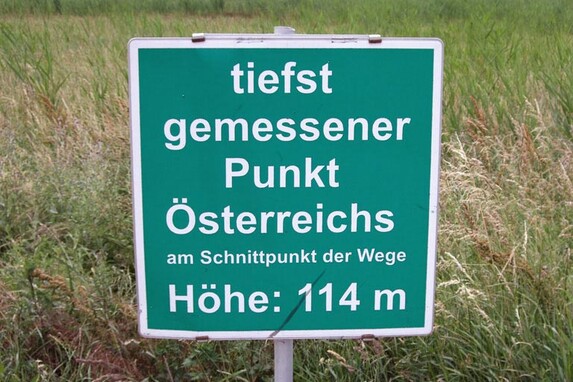 tiefst
gemessener
Punkt
Österreichs
am Schnittpunkt der Wege
Höhe: 114 m